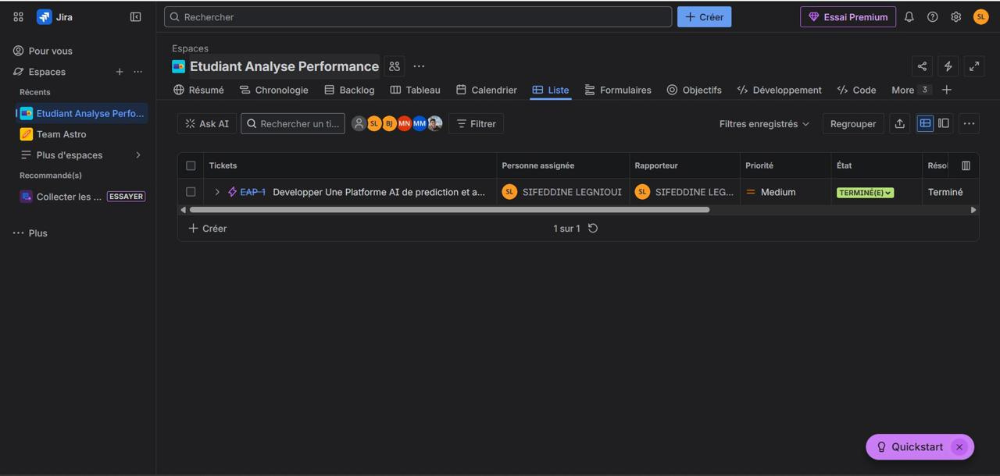 Jira
Rechercher
Créer
Essai Premium
SL
Pour vous
Espaces
Récents
Etudiant Analyse Perfo...
Team Astro
Plus d'espaces
Recommandé(s)
Collecter les ... ESSAYER
Plus
Espaces
Etudiant Analyse Performance
Résumé Chronologie Backlog Tableau Calendrier Liste Formulaires Objectifs Développement Code More 3
Ask AI Rechercher un ti... SL BJ MN MM Filtrer Filtres enregistrés Regrouper
Tickets Personne assignée Rapporteur Priorité État Résol
EAP-1 Developper Une Platforme AI de prediction et a... SL SIFEDDINE LEGNIOUI SL SIFEDDINE LEG... Medium TERMINÉ(E) Terminé
Créer 1 sur 1
Quickstart